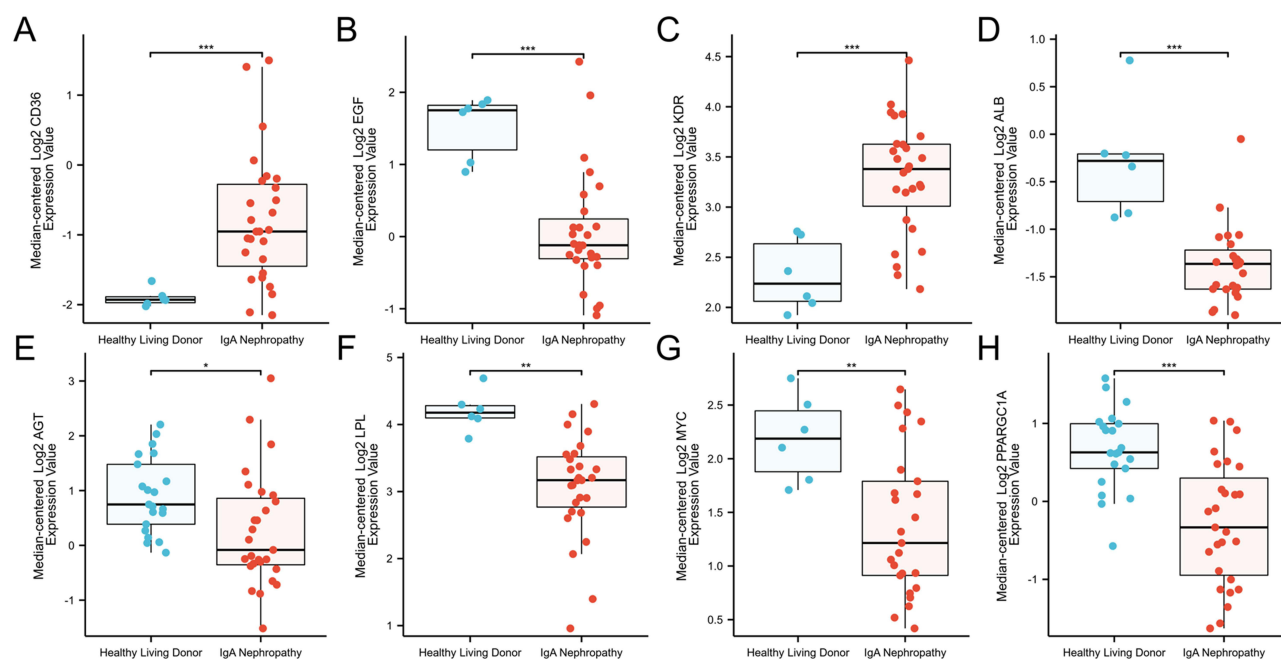 A
Median-centered Log2 CD36
Expression Value
1
0
-1
-2
***
Healthy Living Donor
IgA Nephropathy
B
Median-centered Log2 EGF
Expression Value
2
1
0
-1
***
Healthy Living Donor
IgA Nephropathy
C
Median-centered Log2 KDR
Expression Value
4.5
4.0
3.5
3.0
2.5
2.0
***
Healthy Living Donor
IgA Nephropathy
D
Median-centered Log2 ALB
Expression Value
1.0
0.5
0.0
-0.5
-1.0
-1.5
***
Healthy Living Donor
IgA Nephropathy
E
Median-centered Log2 AGT
Expression Value
3
2
1
0
-1
*
Healthy Living Donor
IgA Nephropathy
F
Median-centered Log2 LPL
Expression Value
5
4
3
2
1
**
Healthy Living Donor
IgA Nephropathy
G
Median-centered Log2 MYC
Expression Value
2.5
2.0
1.5
1.0
0.5
**
Healthy Living Donor
IgA Nephropathy
H
Median-centered Log2 PPARGC1A
Expression Value
1
0
-1
***
Healthy Living Donor
IgA Nephropathy